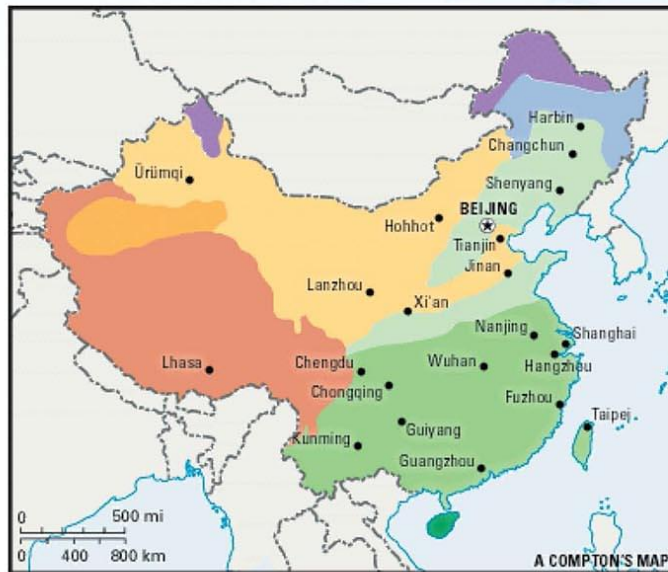 Harbin
Changchun
Ürümqi
Shenyang
BEIJING
Hohhot
Tianjin
Jinan
Lanzhou
Xi'an
Nanjing
Shanghai
Lhasa
Chengdu
Wuhan
Hangzhou
Chongqing
Fuzhou
Taipei
Guiyang
Kunming
Guangzhou
0 500 mi
0 400 800 km
A COMPTON'S MAP